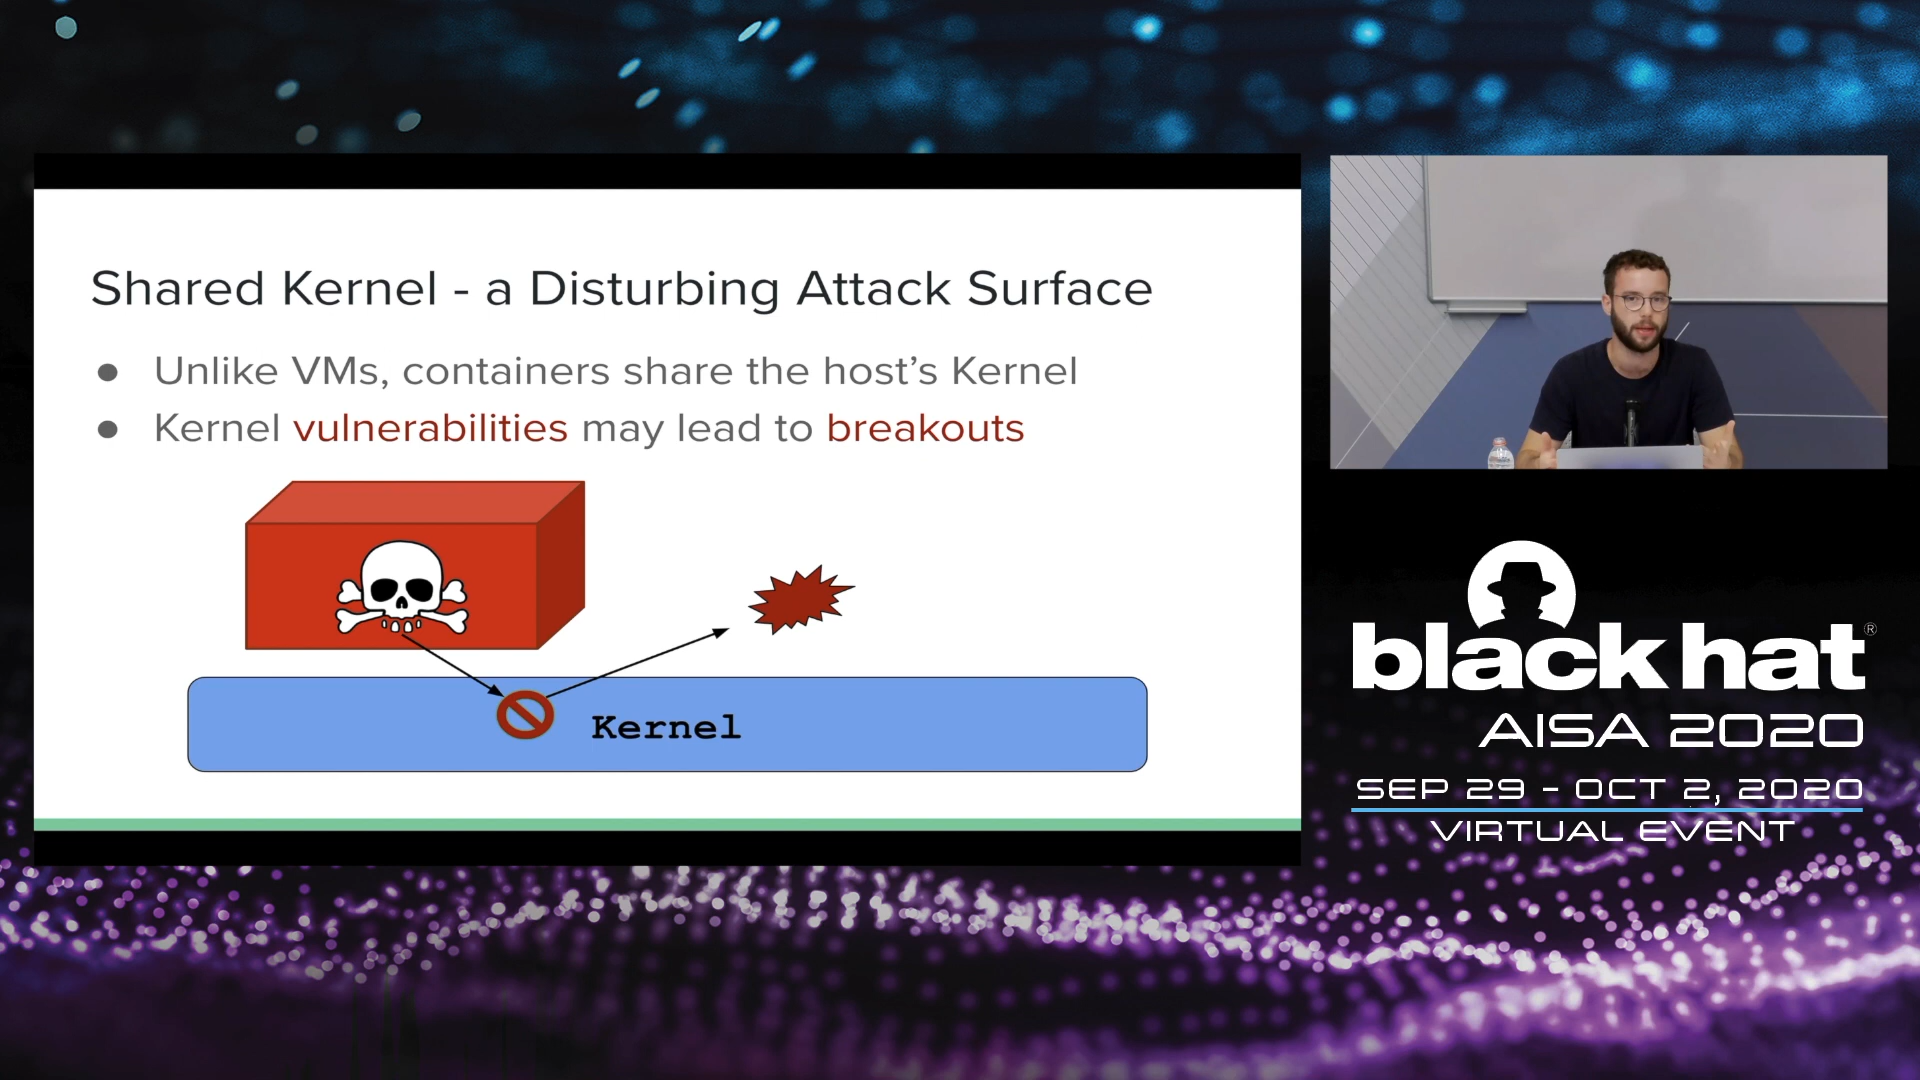 Shared Kernel - a Disturbing Attack Surface
● Unlike VMs, containers share the host’s Kernel
● Kernel vulnerabilities may lead to breakouts
Kernel
black hat®
AISA 2020
SEP 29 - OCT 2, 2020
VIRTUAL EVENT